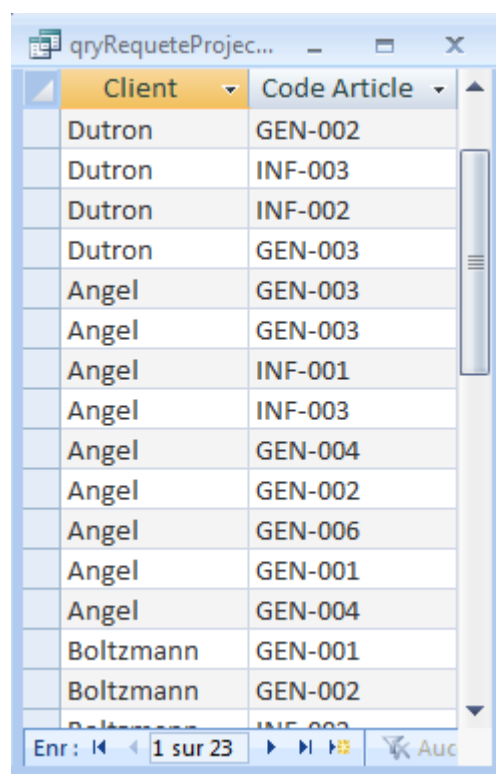 qryRequeteProjec...
Client Code Article
Dutron GEN-002
Dutron INF-003
Dutron INF-002
Dutron GEN-003
Angel GEN-003
Angel GEN-003
Angel INF-001
Angel INF-003
Angel GEN-004
Angel GEN-002
Angel GEN-006
Angel GEN-001
Angel GEN-004
Boltzmann GEN-001
Boltzmann GEN-002
Enr : 1 sur 23 Auc